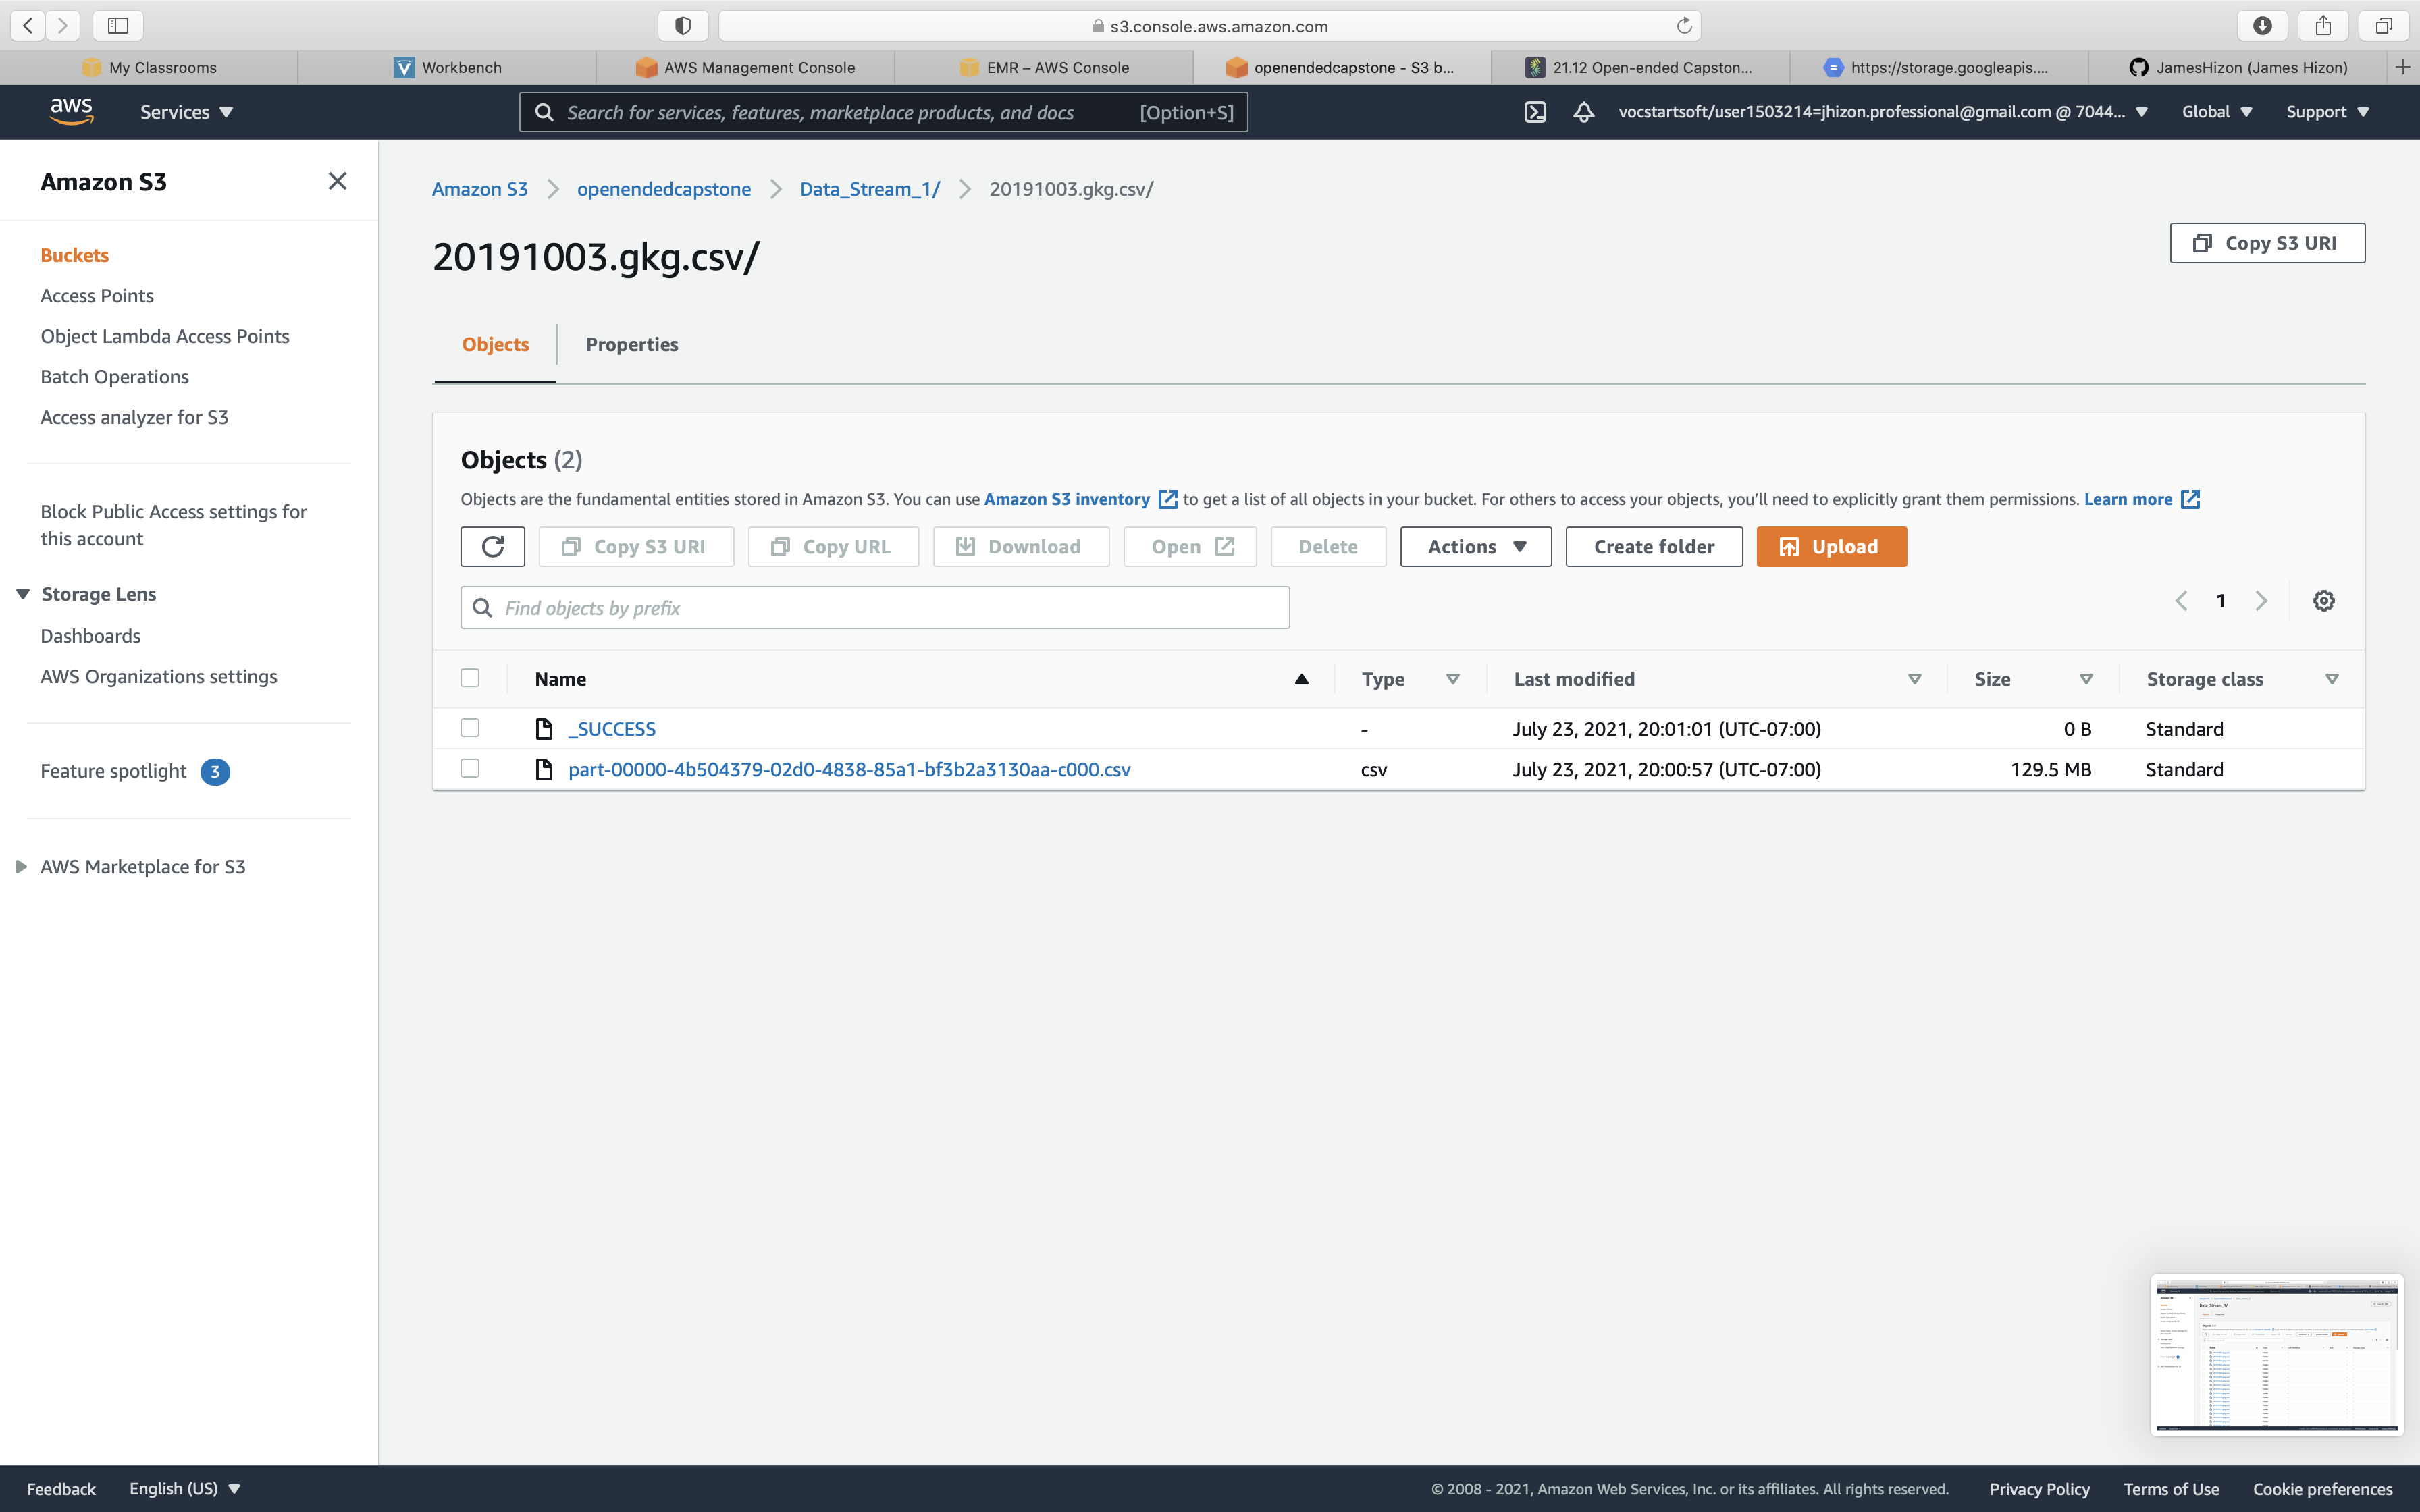 s3.console.aws.amazon.com
My Classrooms
Workbench
AWS Management Console
EMR – AWS Console
openendedcapstone - S3 b...
21.12 Open-ended Capston...
https://storage.googleapis....
JamesHizon (James Hizon)
aws
Services
Search for services, features, marketplace products, and docs [Option+S]
vocstartsoft/user1503214=jhizon.professional@gmail.com @ 7044...
Global
Support
Amazon S3
Buckets
Access Points
Object Lambda Access Points
Batch Operations
Access analyzer for S3
Block Public Access settings for
this account
Storage Lens
Dashboards
AWS Organizations settings
Feature spotlight 3
AWS Marketplace for S3
Amazon S3 openendedcapstone Data_Stream_1/ 20191003.gkg.csv/
20191003.gkg.csv/
Copy S3 URI
Objects Properties
Objects (2)
Objects are the fundamental entities stored in Amazon S3. You can use Amazon S3 inventory to get a list of all objects in your bucket. For others to access your objects, you'll need to explicitly grant them permissions. Learn more
Copy S3 URI Copy URL Download Open Delete Actions Create folder Upload
Find objects by prefix
1
Name Type Last modified Size Storage class
_SUCCESS - July 23, 2021, 20:01:01 (UTC-07:00) 0 B Standard
part-00000-4b504379-02d0-4838-85a1-bf3b2a3130aa-c000.csv csv July 23, 2021, 20:00:57 (UTC-07:00) 129.5 MB Standard
Feedback English (US) © 2008 - 2021, Amazon Web Services, Inc. or its affiliates. All rights reserved. Privacy Policy Terms of Use Cookie preferences